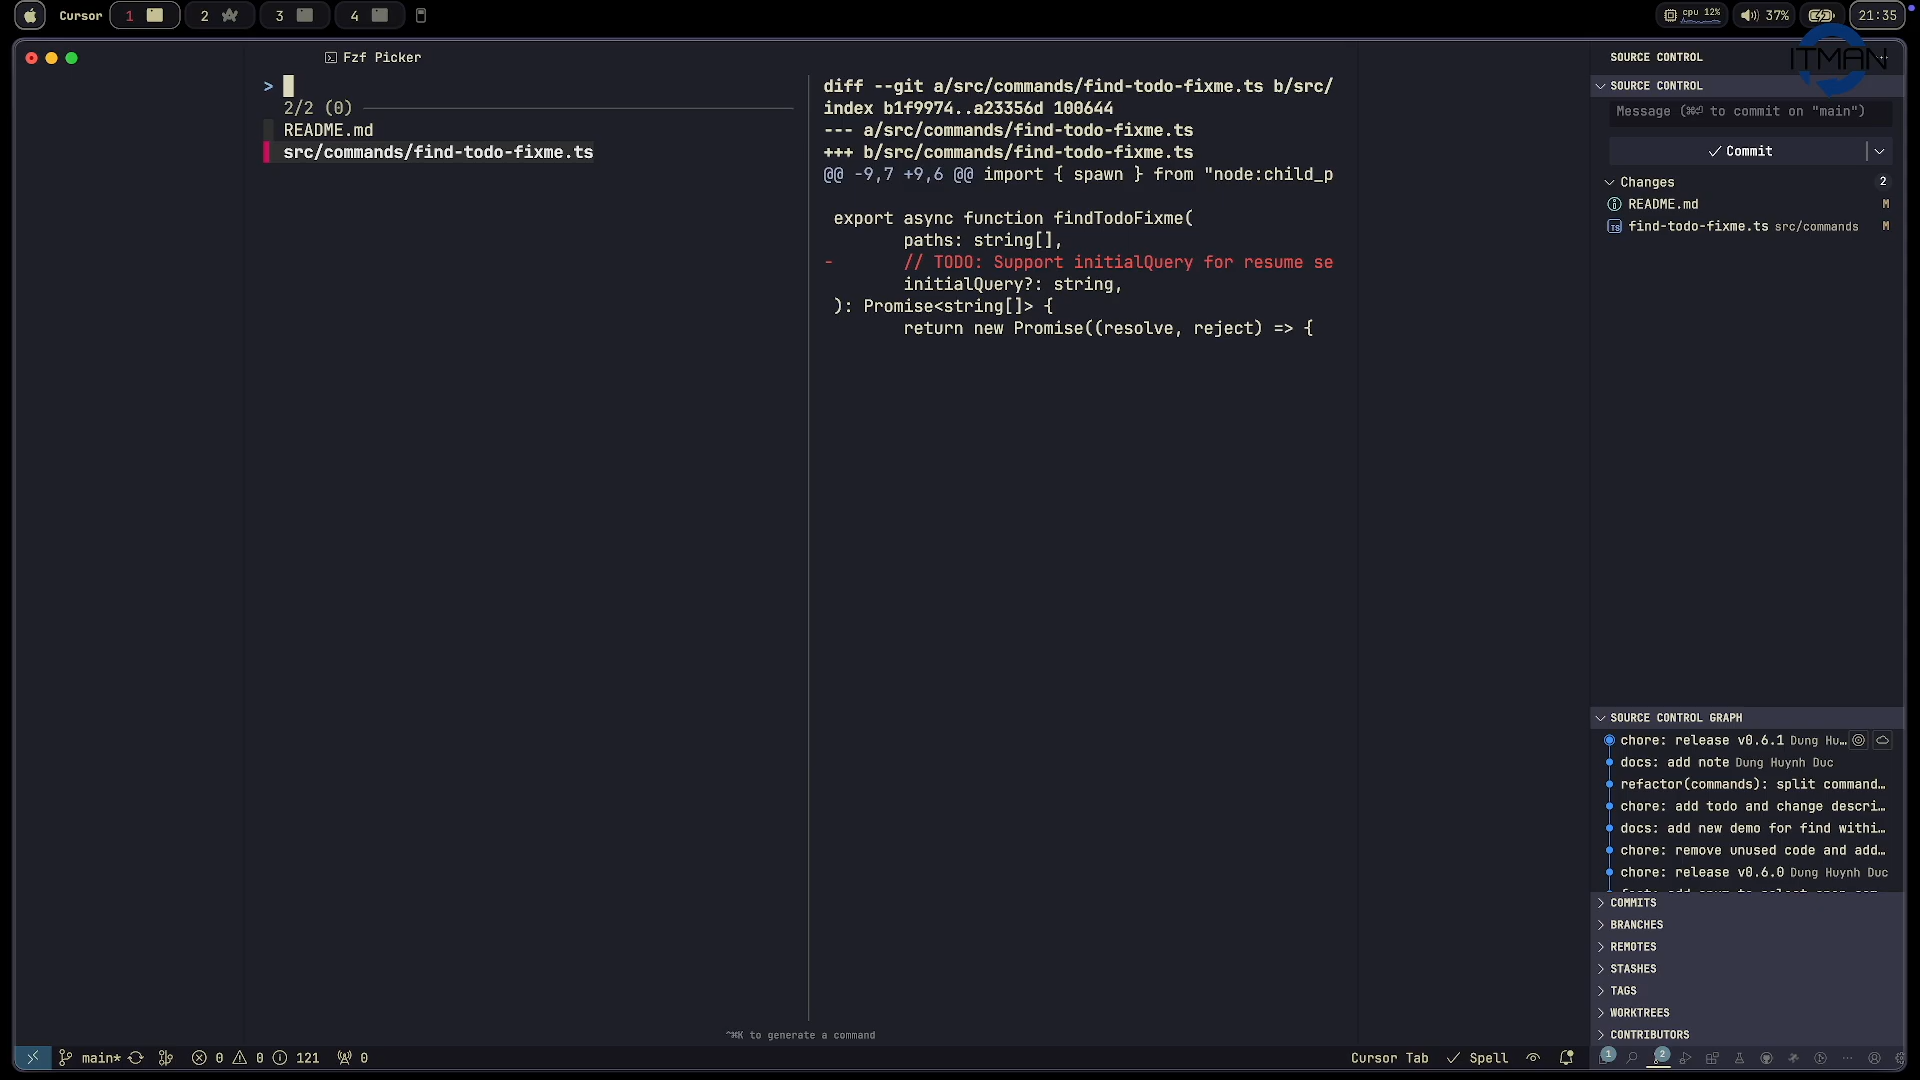 Cursor 1 2 3 4
cpu 12% 37% 21:35
ITMAN
Fzf Picker
>
2/2 (0)
README.md
src/commands/find-todo-fixme.ts
diff --git a/src/commands/find-todo-fixme.ts b/src/
index b1f9974..a23356d 100644
--- a/src/commands/find-todo-fixme.ts
+++ b/src/commands/find-todo-fixme.ts
@@ -9,7 +9,6 @@ import { spawn } from "node:child_p
export async function findTodoFixme(
paths: string[],
- // TODO: Support initialQuery for resume se
initialQuery?: string,
): Promise<string[]> {
return new Promise((resolve, reject) => {
^⌘K to generate a command
SOURCE CONTROL
SOURCE CONTROL
Message (⌘⏎ to commit on "main")
Commit
Changes 2
README.md M
TS find-todo-fixme.ts src/commands M
SOURCE CONTROL GRAPH
chore: release v0.6.1 Dung Hu…
docs: add note Dung Huynh Duc
refactor(commands): split command…
chore: add todo and change descri…
docs: add new demo for find withi…
chore: remove unused code and add…
chore: release v0.6.0 Dung Huynh Duc
COMMITS
BRANCHES
REMOTES
STASHES
TAGS
WORKTREES
CONTRIBUTORS
main* 0 0 121 0
Cursor Tab Spell
1 2